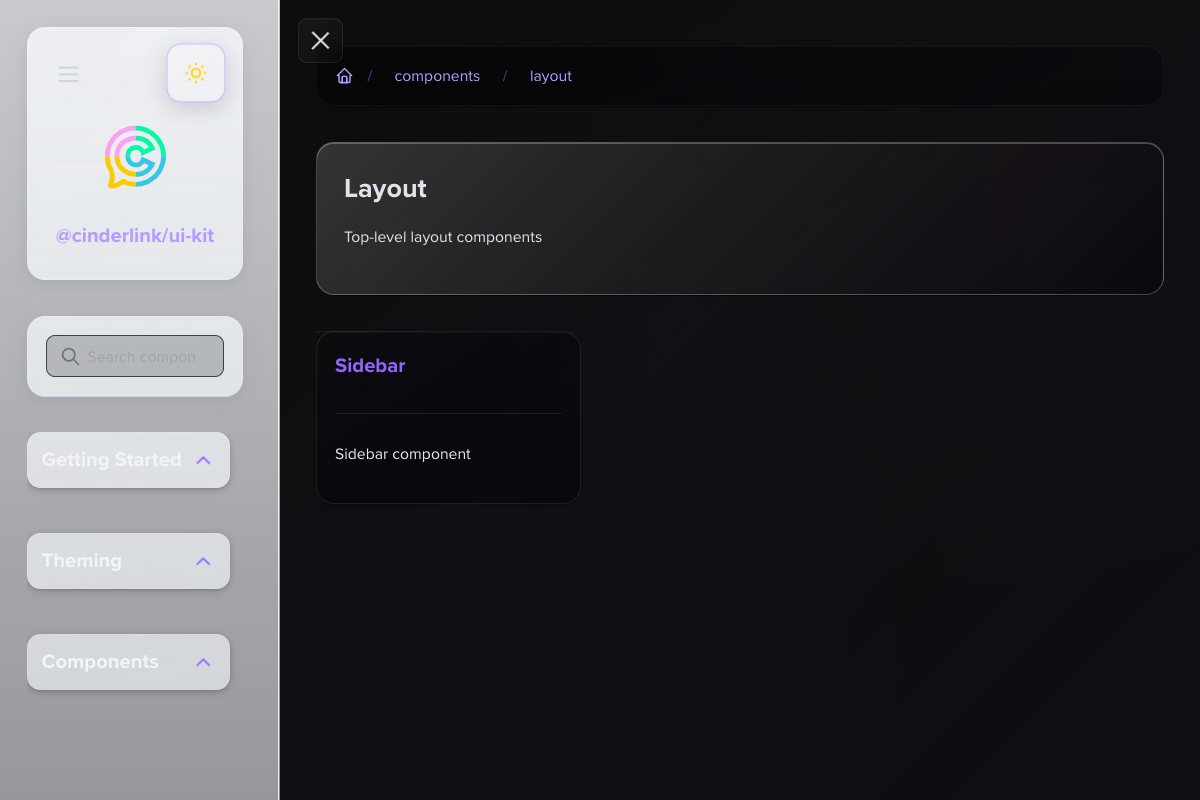 @cinderlink/ui-kit
Search compon
Getting Started
Theming
Components
/ components / layout
Layout
Top-level layout components
Sidebar
Sidebar component